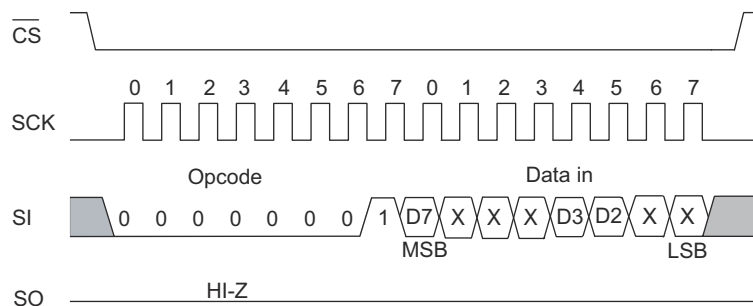 CS
0 1 2 3 4 5 6 7 0 1 2 3 4 5 6 7
SCK
Opcode Data in
SI 0 0 0 0 0 0 0 1 D7 X X X D3 D2 X X
MSB LSB
HI-Z
SO